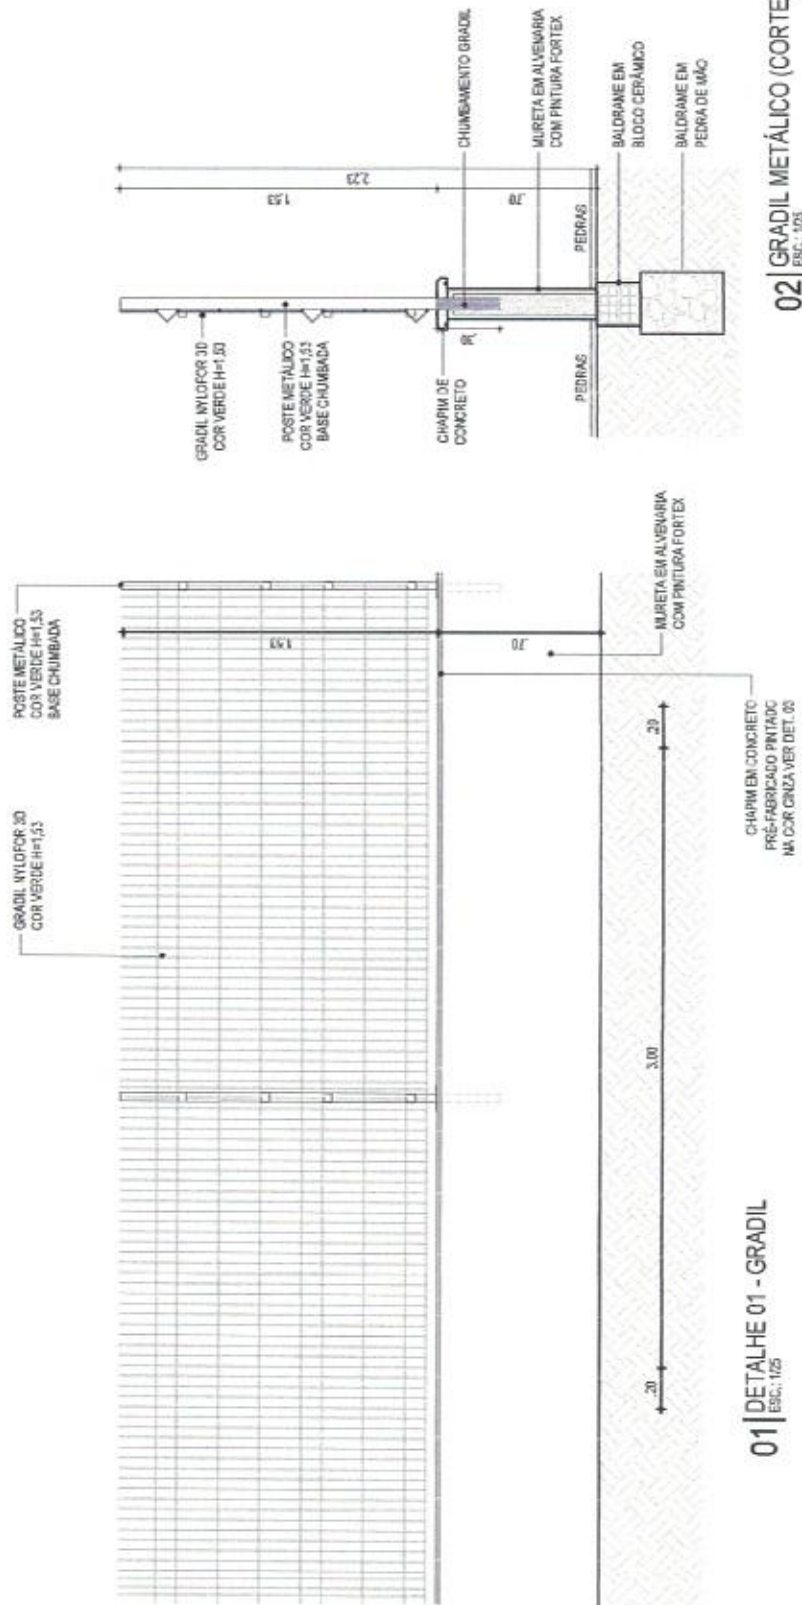 POSTE METÁLICO
COR VERDE H=1,53
BASE CHUMBADA
GRADIL NYLOFOR 3D
COR VERDE H=1,53
1,53
.70
MURETA EM ALVENARIA
COM PINTURA FORTEX
.20
3.00
.20
CHAPIM EM CONCRETO
PRÉ-FABRICADO PINTADO
NA COR CINZA VER DET. 03
01 DETALHE 01 - GRADIL
ESC.: 1/25
GRADIL NYLOFOR 3D
COR VERDE H=1,53
POSTE METÁLICO
COR VERDE H=1,53
BASE CHUMBADA
CHAPIM DE
CONCRETO
PEDRAS
PEDRAS
1,53
2,23
.70
CHUMBAMENTO GRADIL
MURETA EM ALVENARIA
COM PINTURA FORTEX
BALDRAME EM
BLOCO CERÂMICO
BALDRAME EM
PEDRA DE MÃO
02 GRADIL METÁLICO (CORTE
ESC.: 1/25